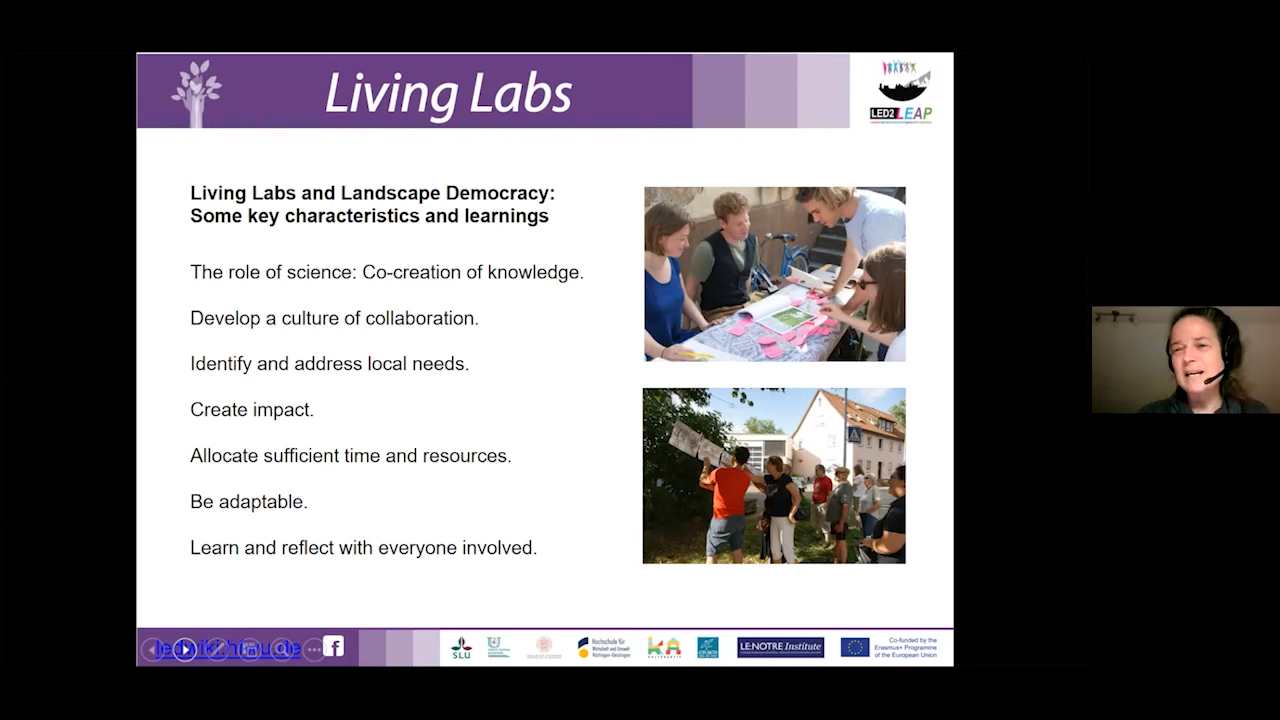 Living Labs
LED2LEAP
Living Labs and Landscape Democracy:
Some key characteristics and learnings
The role of science: Co-creation of knowledge.
Develop a culture of collaboration.
Identify and address local needs.
Create impact.
Allocate sufficient time and resources.
Be adaptable.
Learn and reflect with everyone involved.
SLU
Hochschule für
Wirtschaft und Umwelt
Nürtingen-Geislingen
LE:NOTRE Institute
Co-funded by the
Erasmus+ Programme
of the European Union